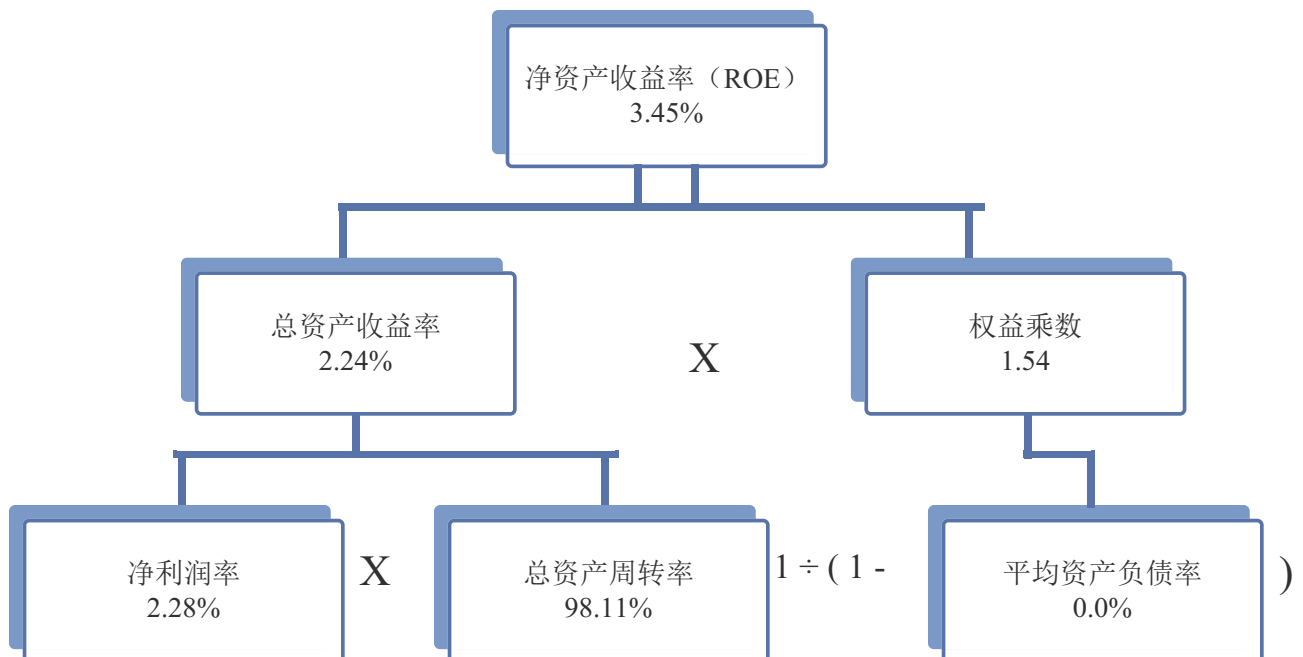 净资产收益率（ROE）
3.45%
总资产收益率
2.24%
X
权益乘数
1.54
净利润率
2.28%
X
总资产周转率
98.11%
1 ÷ ( 1 -
平均资产负债率
0.0%
)